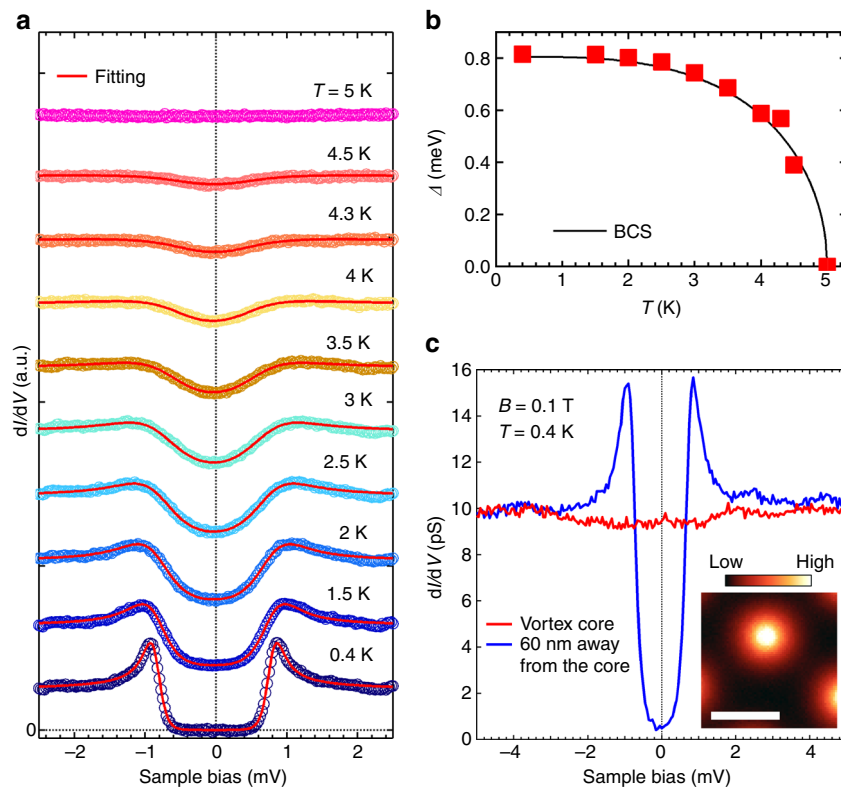 a
Fitting
T = 5 K
4.5 K
4.3 K
4 K
3.5 K
3 K
2.5 K
2 K
1.5 K
0.4 K
dI/dV (a.u.)
0
−2 −1 0 1 2
Sample bias (mV)
b
0.8
0.6
0.4
0.2
0.0
Δ (meV)
BCS
0 1 2 3 4 5
T (K)
c
16
14
12
10
8
6
4
2
0
dI/dV (pS)
B = 0.1 T
T = 0.4 K
Low High
Vortex core
60 nm away
from the core
−4 −2 0 2 4
Sample bias (mV)